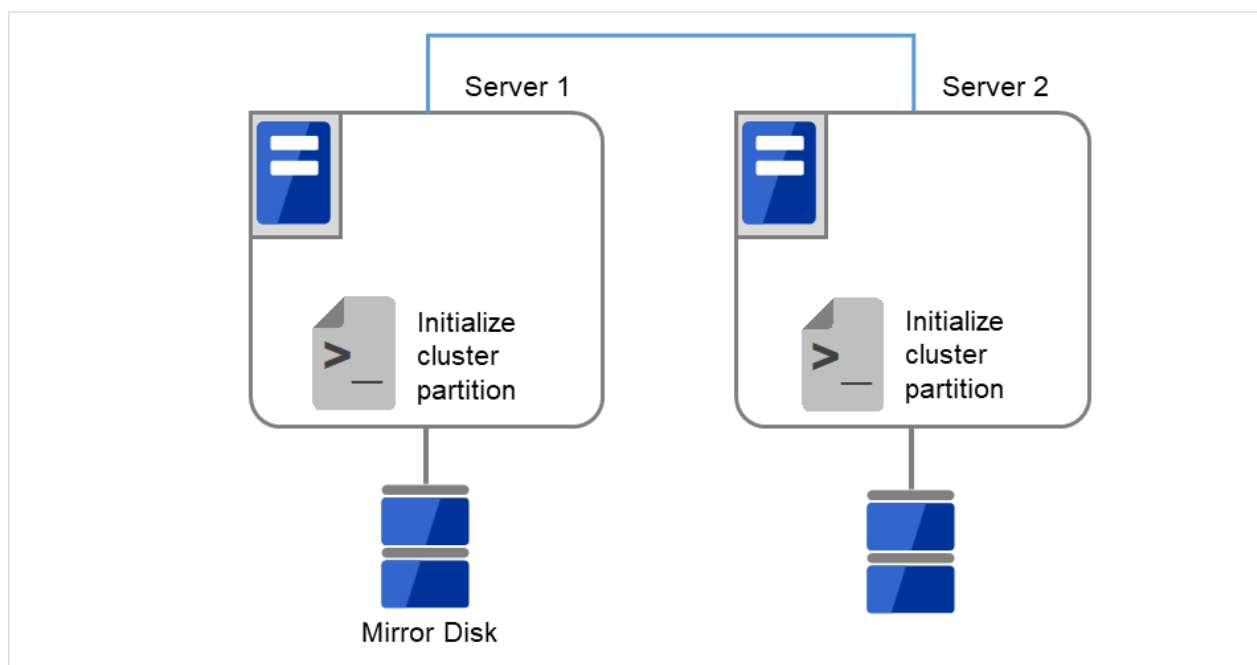 Server 1
Server 2
Initialize
cluster
partition
Initialize
cluster
partition
Mirror Disk